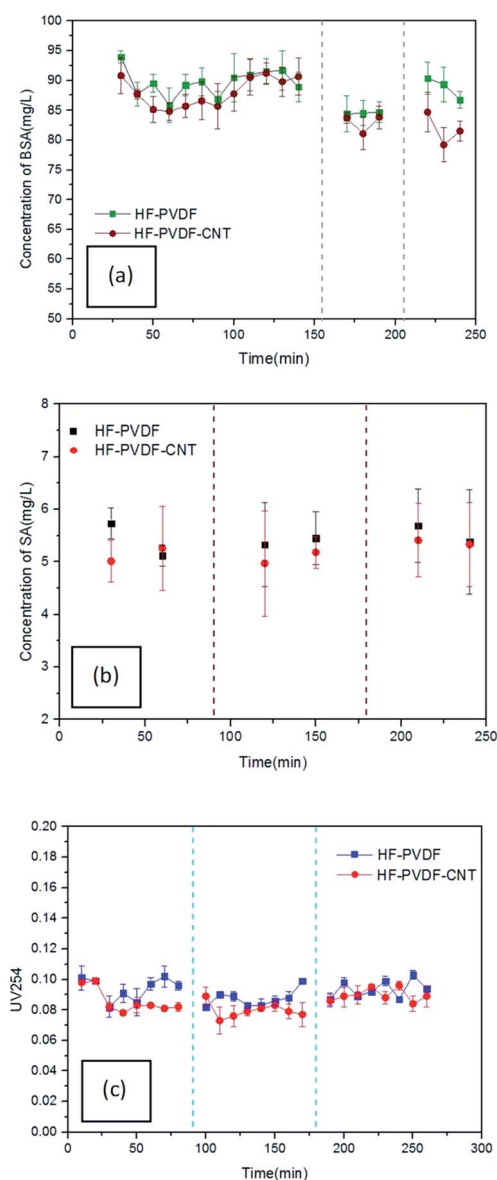 100
95
90
85
80
75
70
65
60
55
50
Concentration of BSA(mg/L)
HF-PVDF
HF-PVDF-CNT
(a)
0 50 100 150 200 250
Time(min)
8
7
6
5
4
3
2
Concentration of SA(mg/L)
HF-PVDF
HF-PVDF-CNT
(b)
0 50 100 150 200 250
Time(min)
0.20
0.18
0.16
0.14
0.12
0.10
0.08
0.06
0.04
0.02
0.00
UV254
HF-PVDF
HF-PVDF-CNT
(c)
0 50 100 150 200 250
Time(min)